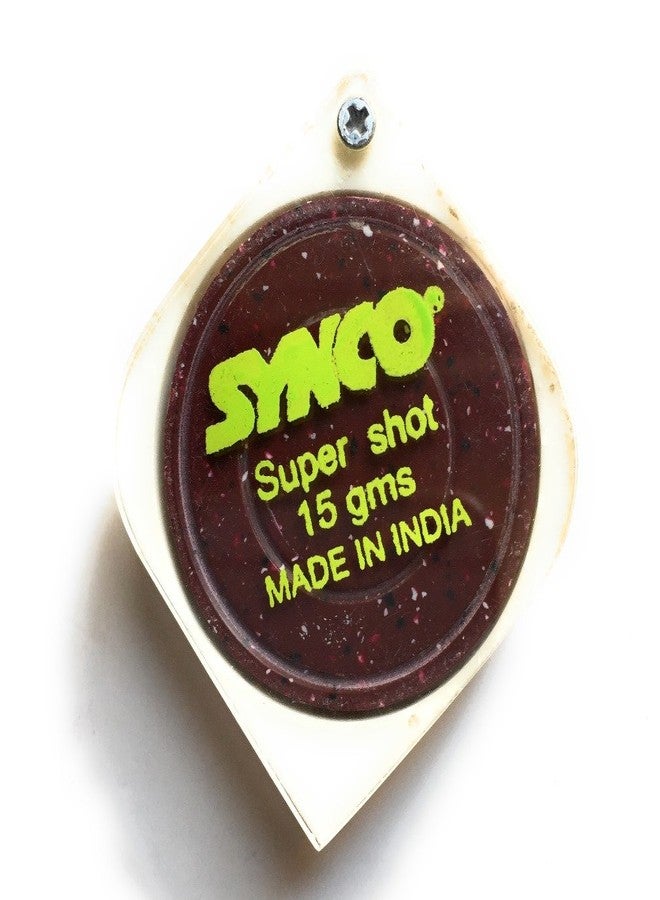 SYNCO®
Super shot
15 gms
MADE IN INDIA